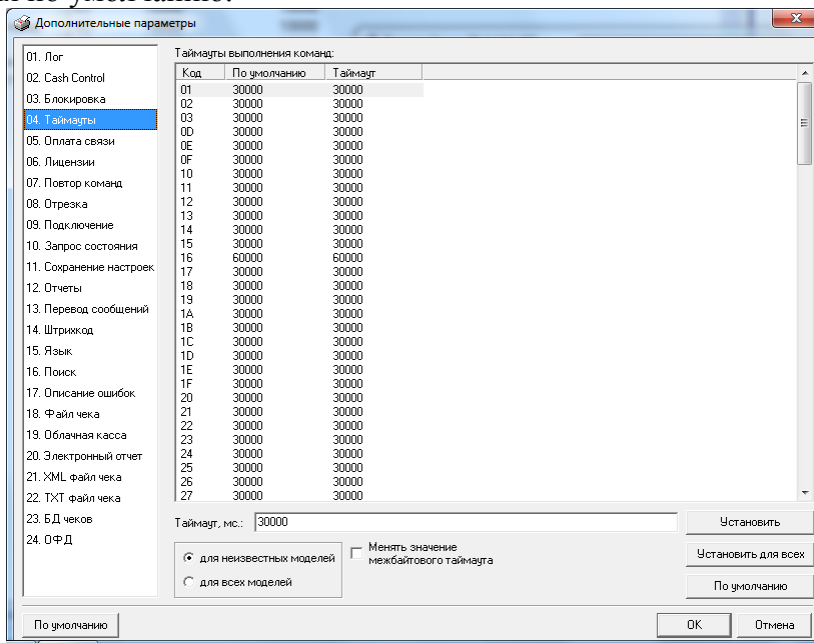 по умолчанию.
Дополнительные параметры
01. Лог
02. Cash Control
03. Блокировка
04. Таймауты
05. Оплата связи
06. Лицензии
07. Повтор команд
08. Отрезка
09. Подключение
10. Запрос состояния
11. Сохранение настроек
12. Отчеты
13. Перевод сообщений
14. Штрихкод
15. Язык
16. Поиск
17. Описание ошибок
18. Файл чека
19. Облачная касса
20. Электронный отчет
21. XML файл чека
22. TXT файл чека
23. БД чеков
24. ОФД
Таймауты выполнения команд:
Код По умолчанию Таймаут
01 30000 30000
02 30000 30000
03 30000 30000
0D 30000 30000
0E 30000 30000
0F 30000 30000
10 30000 30000
11 30000 30000
12 30000 30000
13 30000 30000
14 30000 30000
15 30000 30000
16 60000 60000
17 30000 30000
18 30000 30000
19 30000 30000
1A 30000 30000
1B 30000 30000
1C 30000 30000
1D 30000 30000
1E 30000 30000
1F 30000 30000
20 30000 30000
21 30000 30000
22 30000 30000
23 30000 30000
24 30000 30000
25 30000 30000
26 30000 30000
27 30000 30000
Таймаут, мс.: 30000
Установить
для неизвестных моделей
для всех моделей
Менять значение
межбайтового таймаута
Установить для всех
По умолчанию
По умолчанию
OK
Отмена